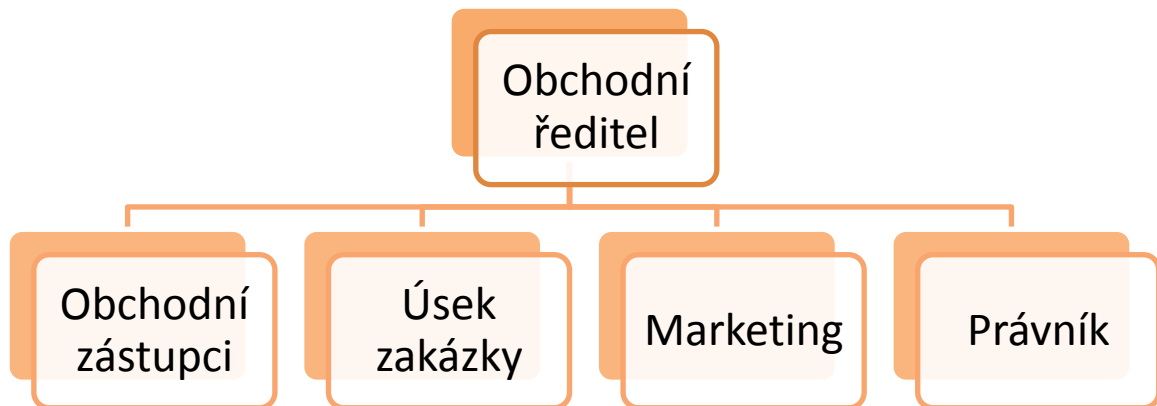 Obchodní
ředitel
Obchodní
zástupci
Úsek
zakázky
Marketing
Právník